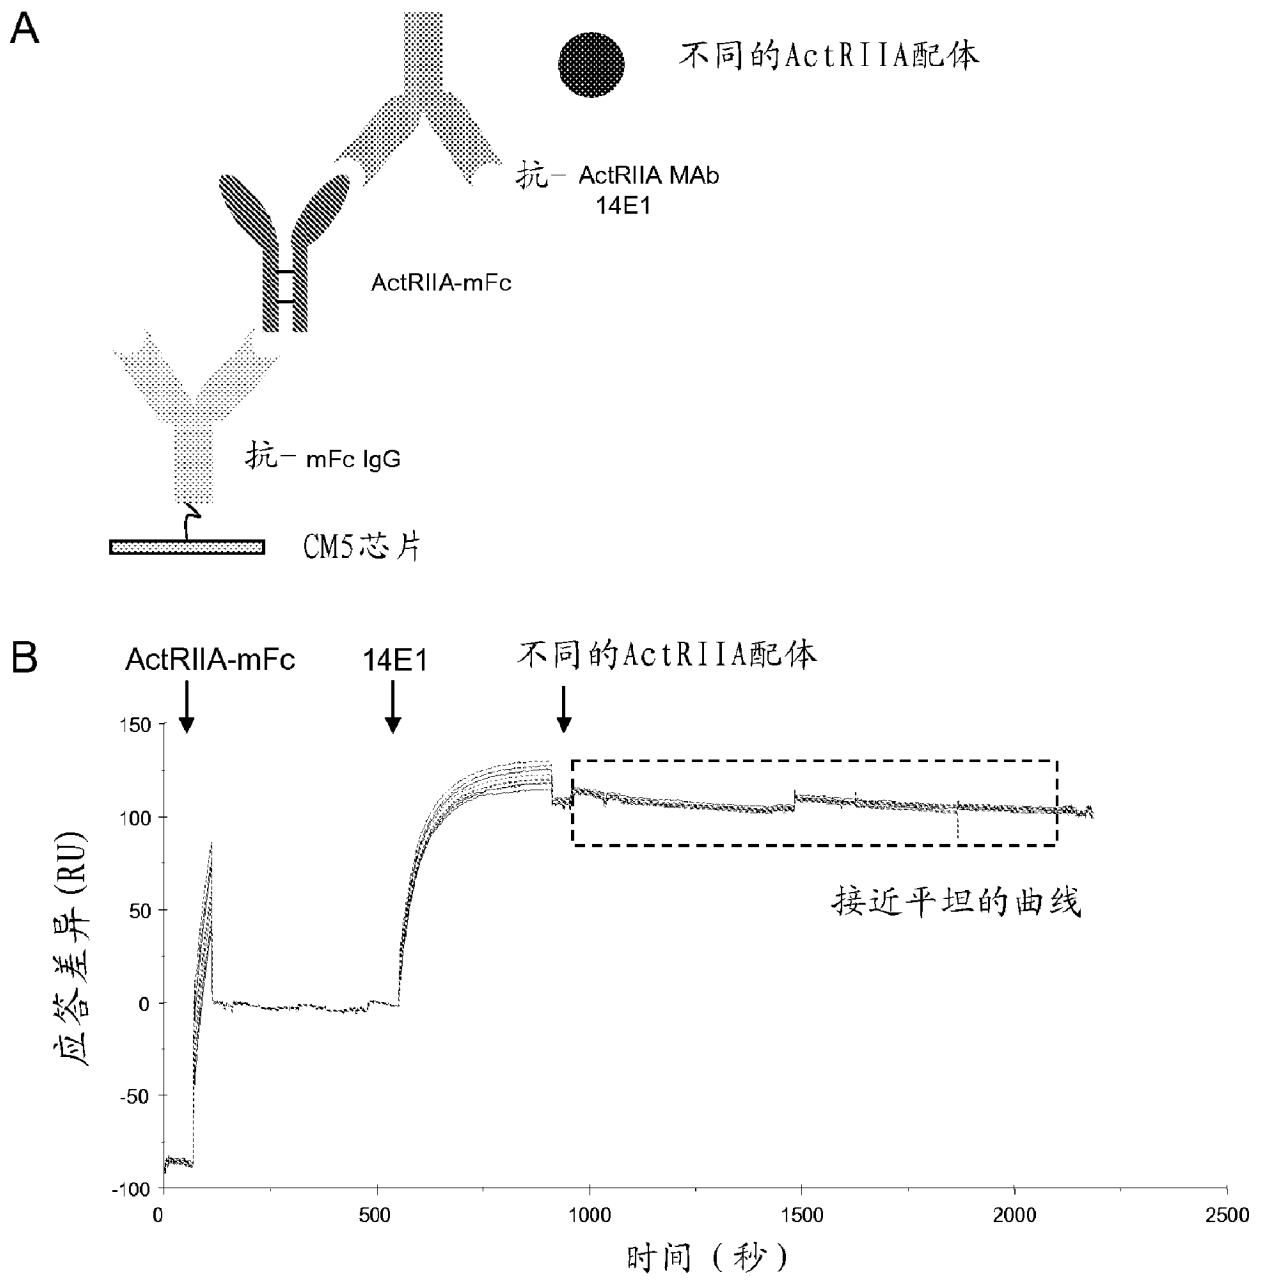 A
不同的ActRIIA配体
抗- ActRIIA MAb
14E1
ActRIIA-mFc
抗- mFc IgG
CM5芯片
B
ActRIIA-mFc 14E1 不同的ActRIIA配体
150
100
50
0
-50
-100
应答差异(RU)
接近平坦的曲线
0 500 1000 1500 2000 2500
时间(秒)